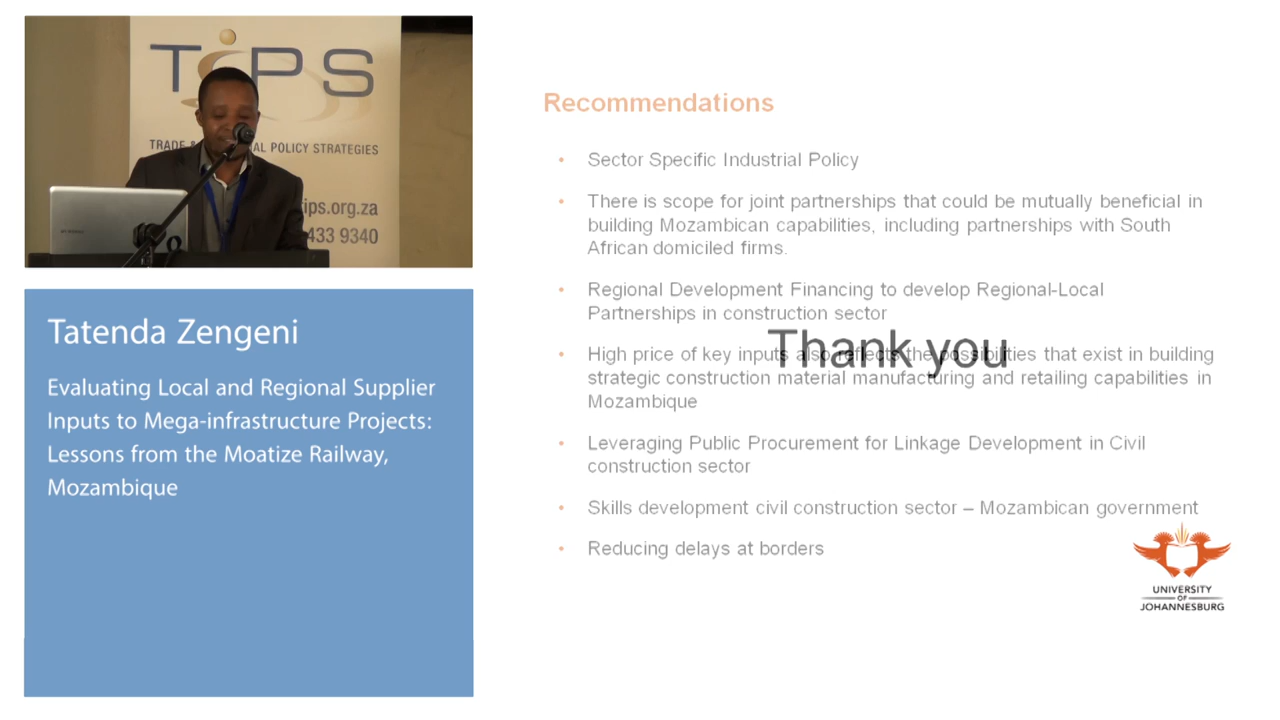 TiPS
TRADE & AL POLICY STRATEGIES
tips.org.za
433 9340
Tatenda Zengeni
Evaluating Local and Regional Supplier
Inputs to Mega-infrastructure Projects:
Lessons from the Moatize Railway,
Mozambique
Recommendations
• Sector Specific Industrial Policy
• There is scope for joint partnerships that could be mutually beneficial in
building Mozambican capabilities, including partnerships with South
African domiciled firms.
• Regional Development Financing to develop Regional-Local
Partnerships in construction sector
Thank you
• High price of key inputs also reflects the possibilities that exist in building
strategic construction material manufacturing and retailing capabilities in
Mozambique
• Leveraging Public Procurement for Linkage Development in Civil
construction sector
• Skills development civil construction sector – Mozambican government
• Reducing delays at borders
UNIVERSITY
OF
JOHANNESBURG